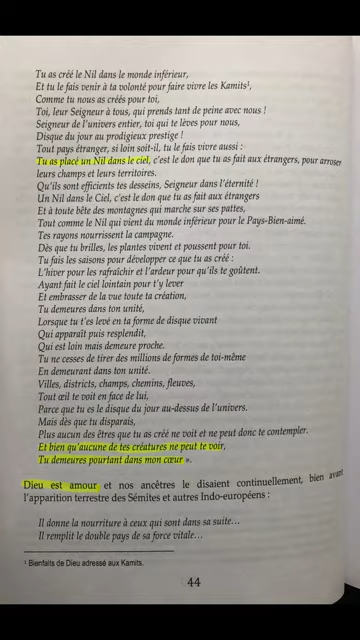 Tu as créé le Nil dans le monde inférieur,
Et tu le fais venir à ta volonté pour faire vivre les Kamits¹,
Comme tu nous as créés pour toi,
Toi, leur Seigneur à tous, qui prends tant de peine avec nous !
Seigneur de l'univers entier, toi qui te lèves pour nous,
Disque du jour au prodigieux prestige !
Tout pays étranger, si loin soit-il, tu le fais vivre aussi :
Tu as placé un Nil dans le ciel, c'est le don que tu as fait aux étrangers, pour arroser
leurs champs et leurs territoires.
Qu'ils sont efficients tes desseins, Seigneur dans l'éternité !
Un Nil dans le Ciel, c'est le don que tu as fait aux étrangers
Et à toute bête des montagnes qui marche sur ses pattes,
Tout comme le Nil qui vient du monde inférieur pour le Pays-Bien-aimé.
Tes rayons nourrissent la campagne.
Dès que tu brilles, les plantes vivent et poussent pour toi.
Tu fais les saisons pour développer ce que tu as créé :
L'hiver pour les rafraîchir et l'ardeur pour qu'ils te goûtent.
Ayant fait le ciel lointain pour t'y lever
Et embrasser de la vue toute ta création,
Tu demeures dans ton unité,
Lorsque tu t'es levé en ta forme de disque vivant
Qui apparaît puis resplendit,
Qui est loin mais demeure proche.
Tu ne cesses de tirer des millions de formes de toi-même
En demeurant dans ton unité.
Villes, districts, champs, chemins, fleuves,
Tout œil te voit en face de lui,
Parce que tu es le disque du jour au-dessus de l'univers.
Mais dès que tu disparais,
Plus aucun des êtres que tu as créé ne voit et ne peut donc te contempler.
Et bien qu'aucune de tes créatures ne peut te voir,
Tu demeures pourtant dans mon cœur ».
Dieu est amour et nos ancêtres le disaient continuellement, bien avant
l'apparition terrestre des Sémites et autres Indo-européens :
Il donne la nourriture à ceux qui sont dans sa suite…
Il remplit le double pays de sa force vitale…
¹ Bienfaits de Dieu adressé aux Kamits.
44